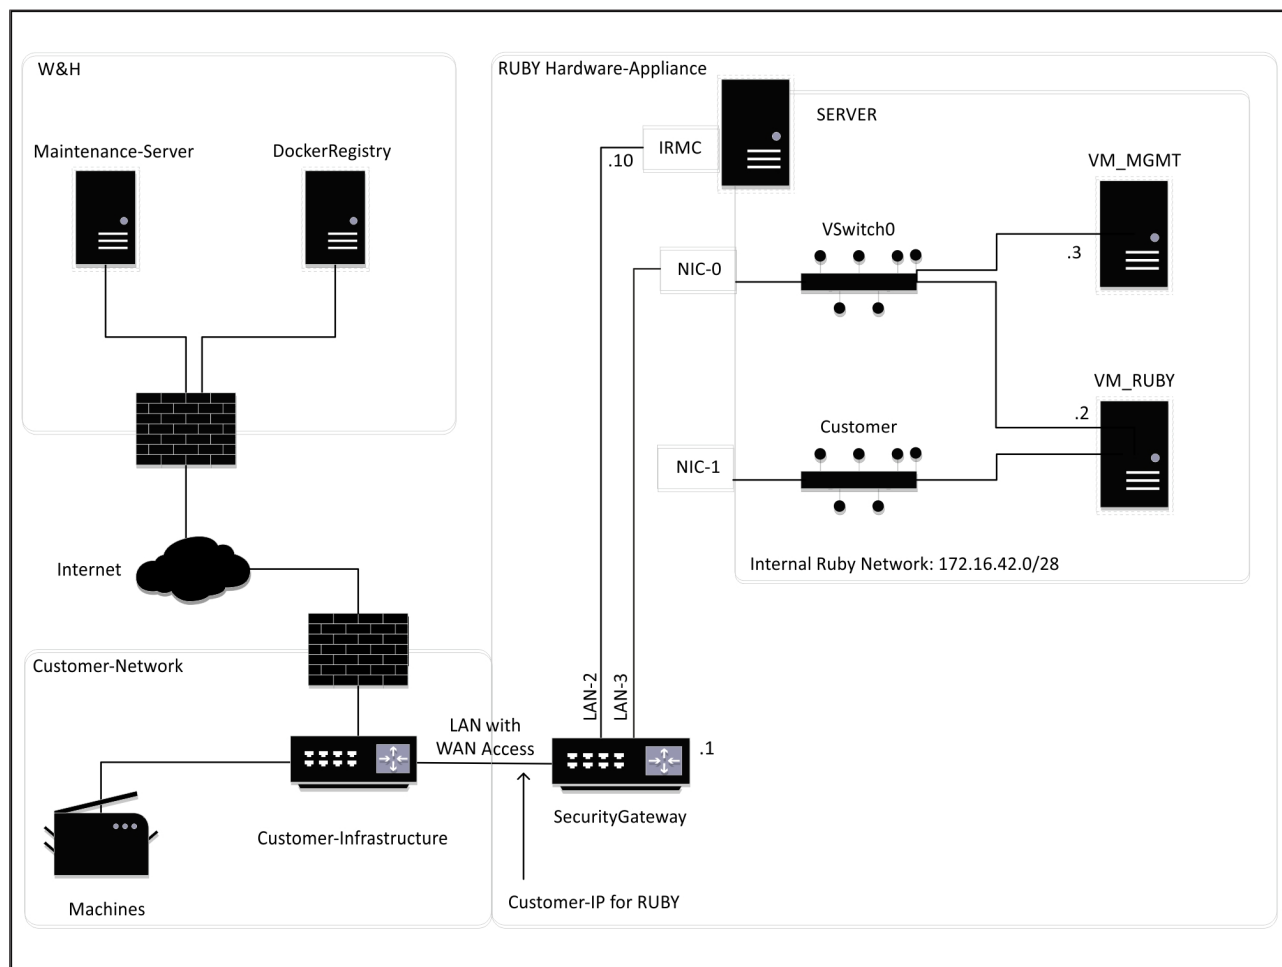 W&H
Maintenance-Server
DockerRegistry
Internet
Customer-Network
Customer-Infrastructure
Machines
LAN with
WAN Access
RUBY Hardware-Appliance
SERVER
IRMC
.10
VM_MGMT
VSwitch0
.3
NIC-0
VM_RUBY
.2
Customer
NIC-1
Internal Ruby Network: 172.16.42.0/28
LAN-2
LAN-3
.1
SecurityGateway
Customer-IP for RUBY